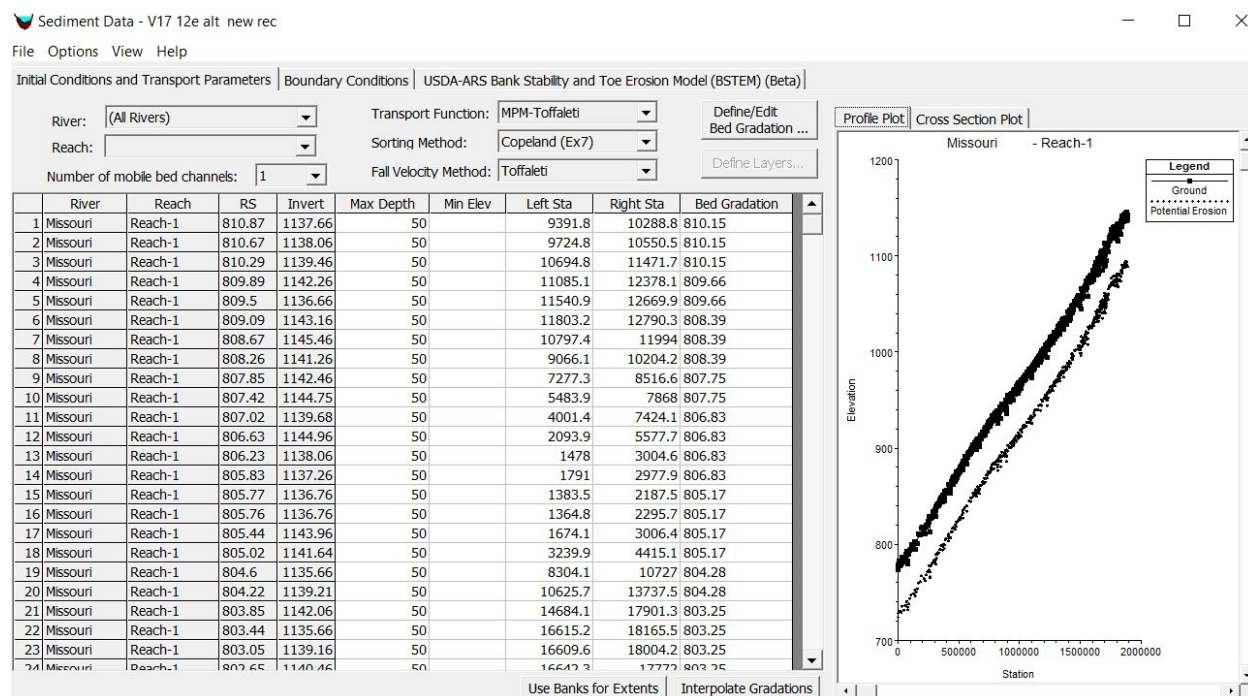 Sediment Data - V17 12e alt  new rec
File Options View Help
Initial Conditions and Transport Parameters Boundary Conditions USDA-ARS Bank Stability and Toe Erosion Model (BSTEM) (Beta)
River: (All Rivers) Transport Function: MPM-Toffaleti Define/Edit Bed Gradation ...
Reach: Sorting Method: Copeland (Ex7)
Number of mobile bed channels: 1 Fall Velocity Method: Toffaleti Define Layers...
River Reach RS Invert Max Depth Min Elev Left Sta Right Sta Bed Gradation
1 Missouri Reach-1 810.87 1137.66 50 9391.8 10288.8 810.15
2 Missouri Reach-1 810.67 1138.06 50 9724.8 10550.5 810.15
3 Missouri Reach-1 810.29 1139.46 50 10694.8 11471.7 810.15
4 Missouri Reach-1 809.89 1142.26 50 11085.1 12378.1 809.66
5 Missouri Reach-1 809.5 1136.66 50 11540.9 12669.9 809.66
6 Missouri Reach-1 809.09 1143.16 50 11803.2 12790.3 808.39
7 Missouri Reach-1 808.67 1145.46 50 10797.4 11994 808.39
8 Missouri Reach-1 808.26 1141.26 50 9066.1 10204.2 808.39
9 Missouri Reach-1 807.85 1142.46 50 7277.3 8516.6 807.75
10 Missouri Reach-1 807.42 1144.75 50 5483.9 7868 807.75
11 Missouri Reach-1 807.02 1139.68 50 4001.4 7424.1 806.83
12 Missouri Reach-1 806.63 1144.96 50 2093.9 5577.7 806.83
13 Missouri Reach-1 806.23 1138.06 50 1478 3004.6 806.83
14 Missouri Reach-1 805.83 1137.26 50 1791 2977.9 806.83
15 Missouri Reach-1 805.77 1136.76 50 1383.5 2187.5 805.17
16 Missouri Reach-1 805.76 1136.76 50 1364.8 2295.7 805.17
17 Missouri Reach-1 805.44 1143.96 50 1674.1 3006.4 805.17
18 Missouri Reach-1 805.02 1141.64 50 3239.9 4415.1 805.17
19 Missouri Reach-1 804.6 1135.66 50 8304.1 10727 804.28
20 Missouri Reach-1 804.22 1139.21 50 10625.7 13737.5 804.28
21 Missouri Reach-1 803.85 1142.06 50 14684.1 17901.3 803.25
22 Missouri Reach-1 803.44 1135.66 50 16615.2 18165.5 803.25
23 Missouri Reach-1 803.05 1139.16 50 16609.6 18004.2 803.25
24 Missouri Reach-1 802.65 1140.46 50 16642.3 17772 803.25
Use Banks for Extents Interpolate Gradations
Profile Plot Cross Section Plot
Missouri - Reach-1
Legend
Ground
Potential Erosion
1200
1100
1000
900
800
700
Elevation
0 500000 1000000 1500000 2000000
Station